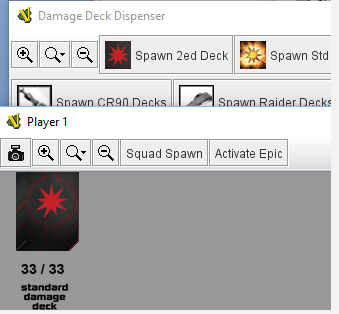 Damage Deck Dispenser
Spawn 2ed Deck
Spawn Std
Spawn CR90 Decks
Spawn Raider Decks
Player 1
Squad Spawn
Activate Epic
33 / 33
standard
damage
deck